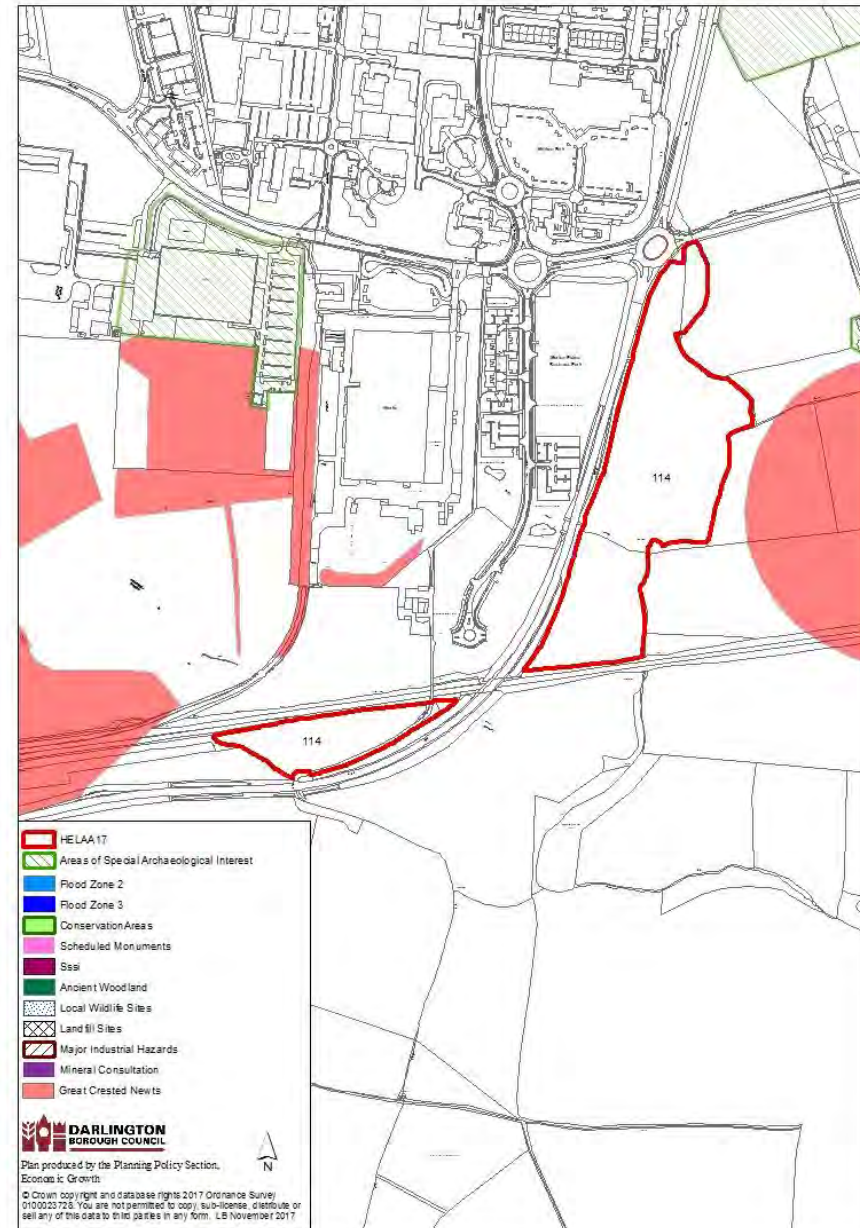 114
114
HELAA17
Areas of Special Archaeological Interest
Flood Zone 2
Flood Zone 3
Conservation Areas
Scheduled Monuments
Sssi
Ancient Woodland
Local Wildlife Sites
Landfill Sites
Major Industrial Hazards
Mineral Consultation
Great Crested Newts
DARLINGTON
BOROUGH COUNCIL
N
Plan produced by the Planning Policy Section,
Economic Growth
© Crown copyright and database rights 2017 Ordnance Survey
0100023728. You are not permitted to copy, sub-license, distribute or
sell any of this data to third parties in any form. LB November 2017